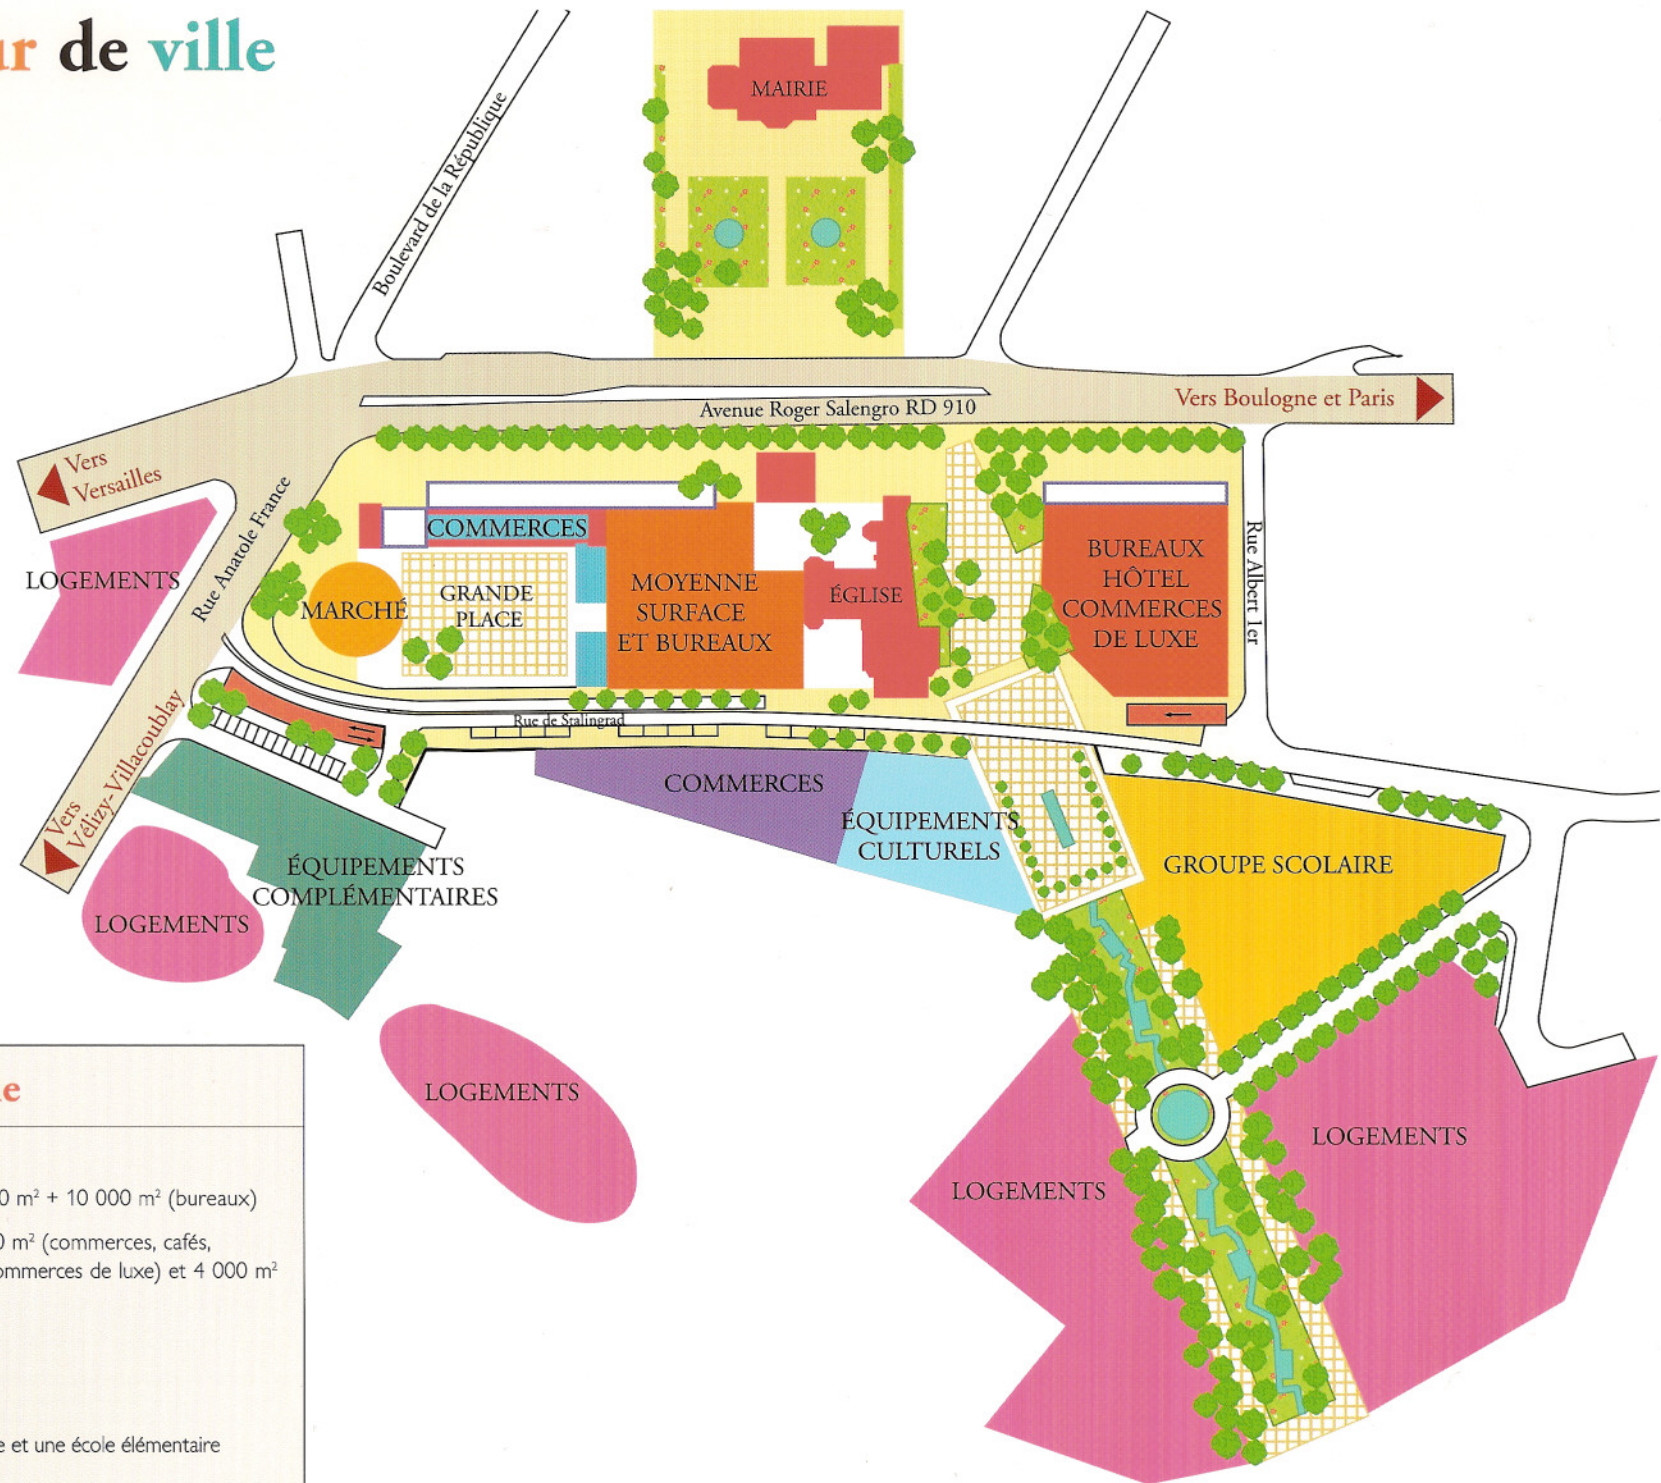 ur de ville
MAIRIE
Boulevard de la République
Avenue Roger Salengro RD 910
Vers Boulogne et Paris
Vers
Versailles
Rue Anatole France
LOGEMENTS
COMMERCES
MARCHÉ
GRANDE
PLACE
MOYENNE
SURFACE
ET BUREAUX
ÉGLISE
BUREAUX
HÔTEL
COMMERCES
DE LUXE
Rue Albert 1er
Rue de Stalingrad
Vers
Vélizy-Villacoublay
COMMERCES
ÉQUIPEMENTS
CULTURELS
GROUPE SCOLAIRE
ÉQUIPEMENTS
COMPLÉMENTAIRES
LOGEMENTS
LOGEMENTS
LOGEMENTS
LOGEMENTS
0 m² + 10 000 m² (bureaux)
0 m² (commerces, cafés,
ommerces de luxe) et 4 000 m²
e et une école élémentaire